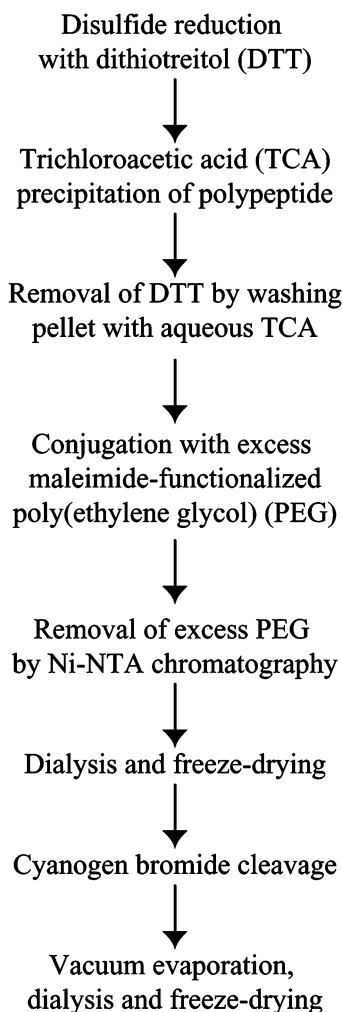 Disulfide reduction
with dithiotreitol (DTT)
Trichloroacetic acid (TCA)
precipitation of polypeptide
Removal of DTT by washing
pellet with aqueous TCA
Conjugation with excess
maleimide-functionalized
poly(ethylene glycol) (PEG)
Removal of excess PEG
by Ni-NTA chromatography
Dialysis and freeze-drying
Cyanogen bromide cleavage
Vacuum evaporation,
dialysis and freeze-drying